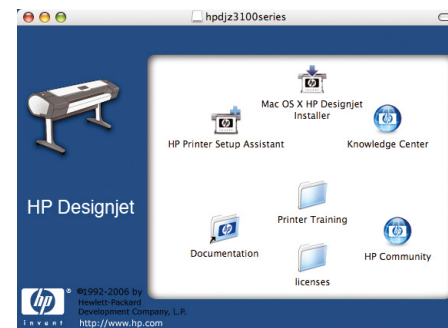 hpdjz3100series
Mac OS X HP Designjet
Installer
HP Printer Setup Assistant
Knowledge Center
HP Designjet
Printer Training
Documentation
HP Community
licenses
hp
®
invent
©1992-2006 by
Hewlett-Packard
Development Company, L.P.
http://www.hp.com